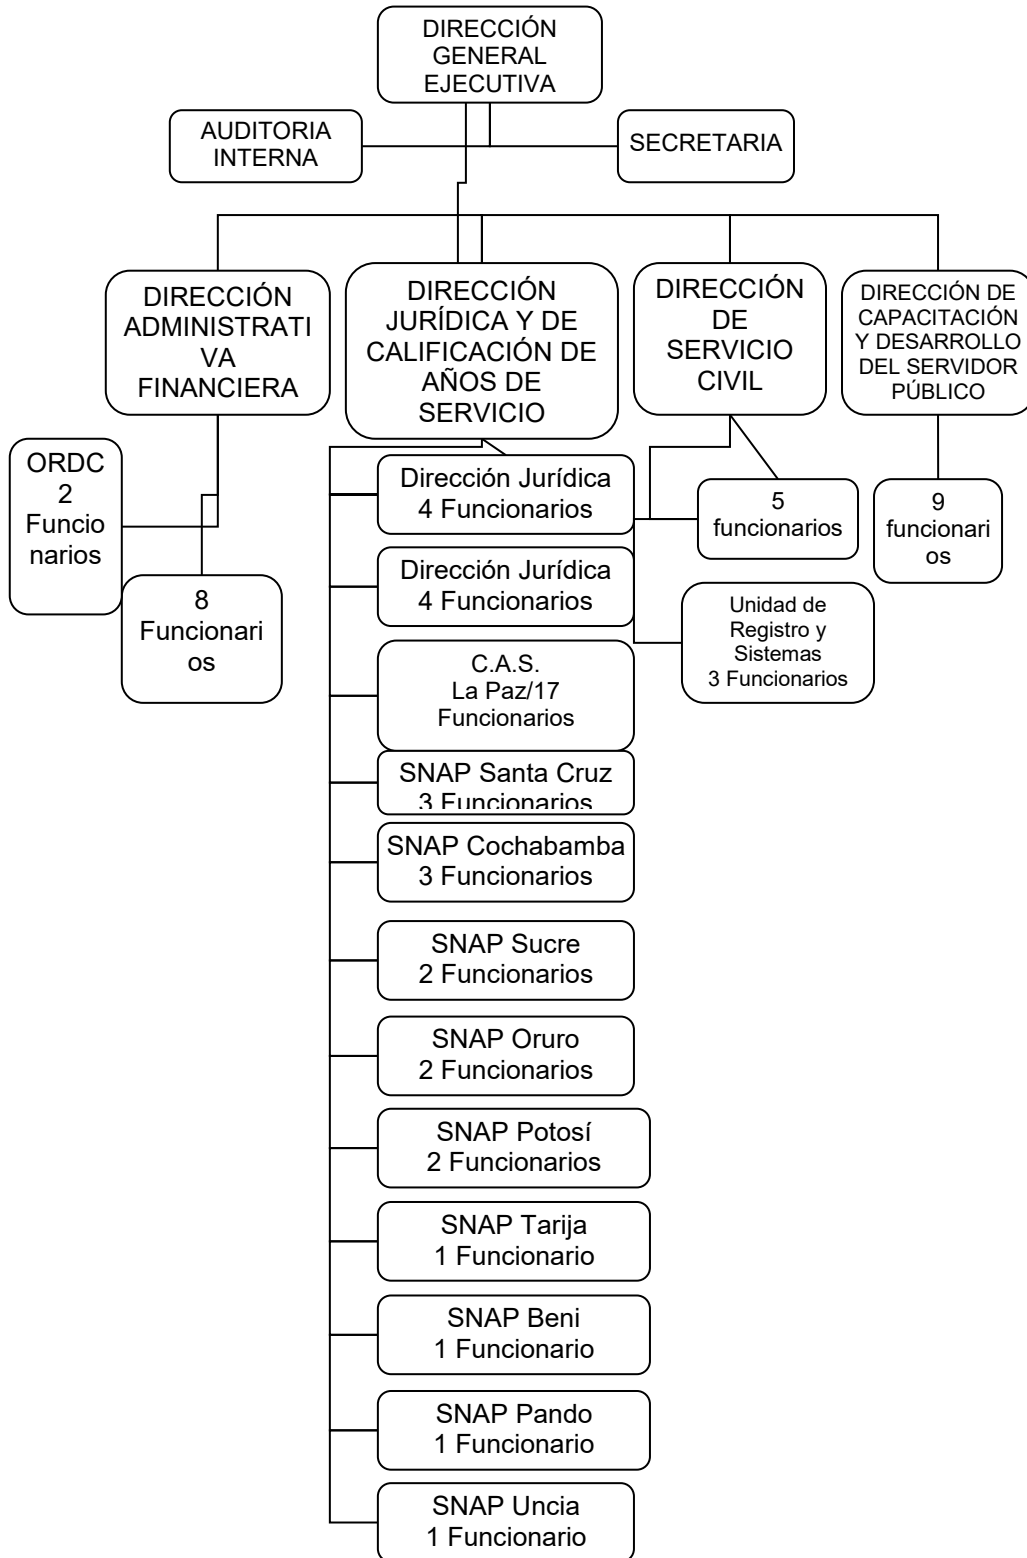 DIRECCIÓN
GENERAL
EJECUTIVA
AUDITORIA
INTERNA
SECRETARIA
DIRECCIÓN
ADMINISTRATI
VA
FINANCIERA
DIRECCIÓN
JURÍDICA Y DE
CALIFICACIÓN DE
AÑOS DE
SERVICIO
DIRECCIÓN
DE
SERVICIO
CIVIL
DIRECCIÓN DE
CAPACITACIÓN
Y DESARROLLO
DEL SERVIDOR
PÚBLICO
ORDC
2
Funcio
narios
8
Funcionari
os
Dirección Jurídica
4 Funcionarios
Dirección Jurídica
4 Funcionarios
C.A.S.
La Paz/17
Funcionarios
SNAP Santa Cruz
3 Funcionarios
SNAP Cochabamba
3 Funcionarios
SNAP Sucre
2 Funcionarios
SNAP Oruro
2 Funcionarios
SNAP Potosí
2 Funcionarios
SNAP Tarija
1 Funcionario
SNAP Beni
1 Funcionario
SNAP Pando
1 Funcionario
SNAP Uncia
1 Funcionario
5
funcionarios
Unidad de
Registro y
Sistemas
3 Funcionarios
9
funcionari
os